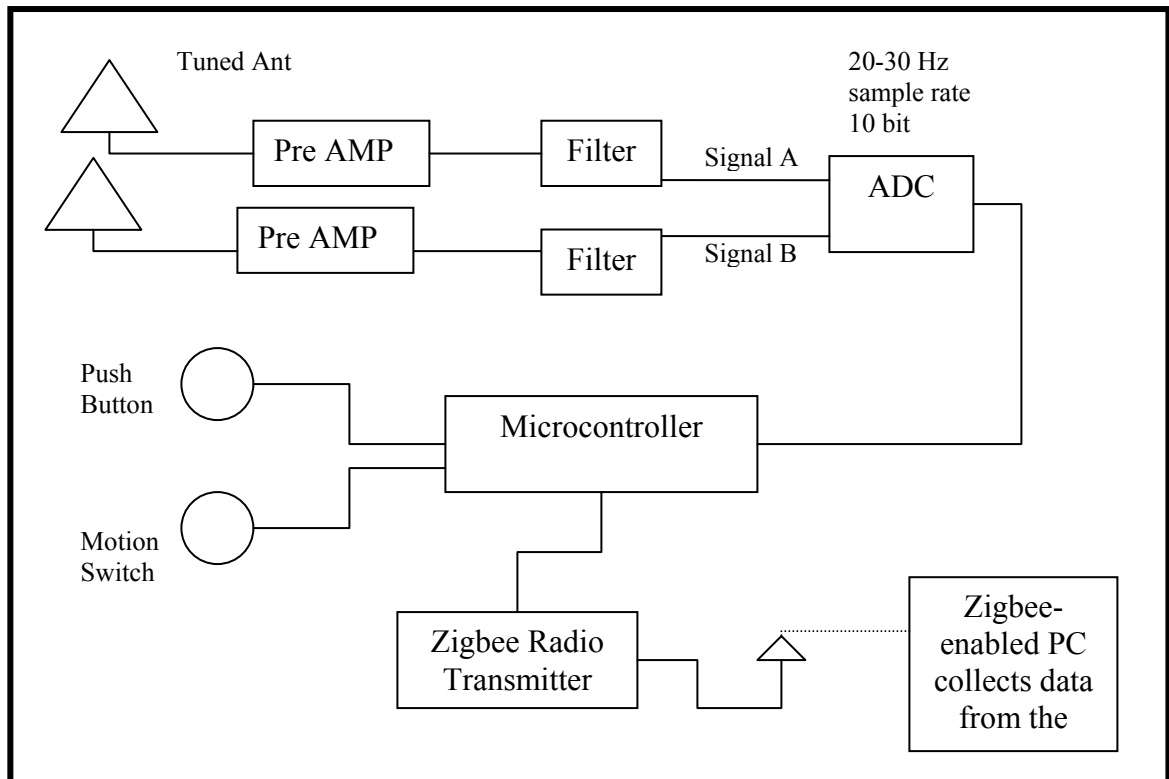 Tuned Ant
20-30 Hz
sample rate
10 bit
Pre AMP
Filter
Signal A
ADC
Pre AMP
Filter
Signal B
Push
Button
Microcontroller
Motion
Switch
Zigbee Radio
Transmitter
Zigbee-
enabled PC
collects data
from the